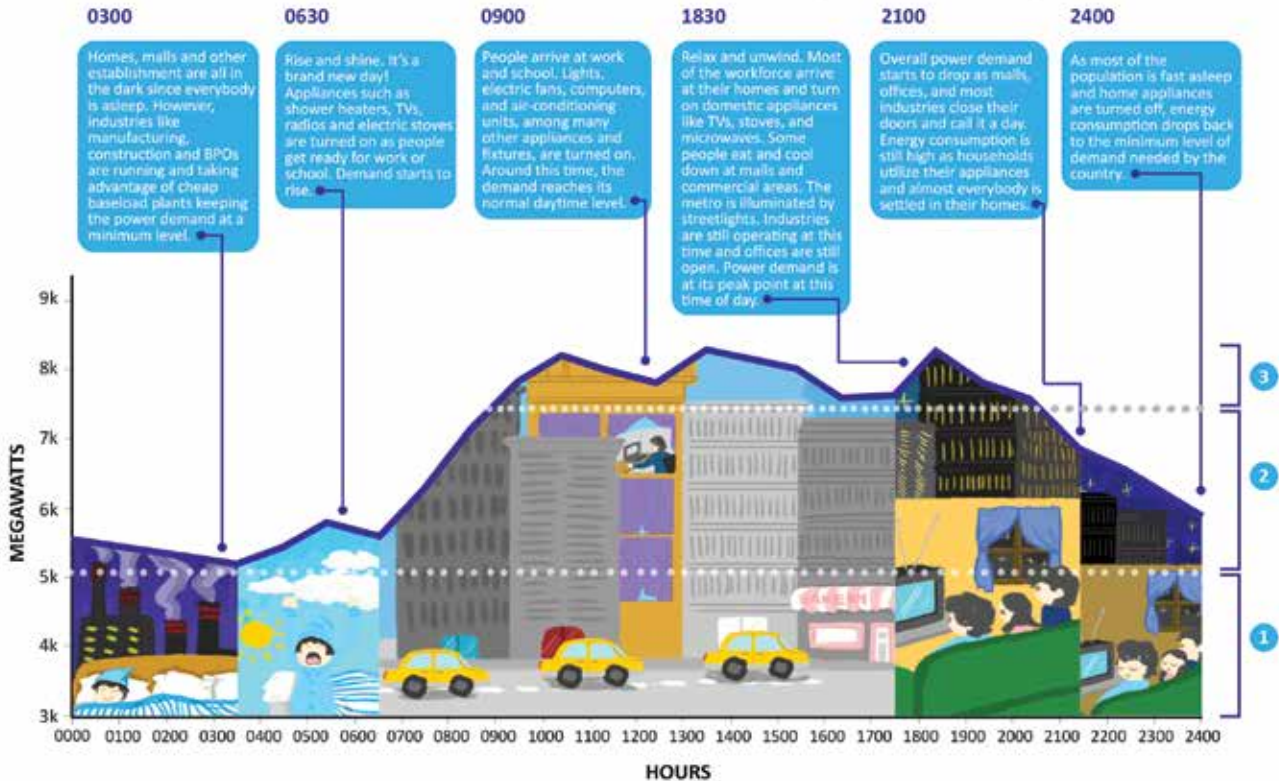 0300
Homes, malls and other
establishment are all in
the dark since everybody
is asleep. However,
industries like
manufacturing,
construction and BPOs
are running and taking
advantage of cheap
baseload plants keeping
the power demand at a
minimum level.
0630
Rise and shine. It's a
brand new day!
Appliances such as
shower heaters, TVs,
radios and electric stoves
are turned on as people
get ready for work or
school. Demand starts to
rise.
0900
People arrive at work
and school. Lights,
electric fans, computers,
and air-conditioning
units, among many
other appliances and
fixtures, are turned on.
Around this time, the
demand reaches its
normal daytime level.
1830
Relax and unwind. Most
of the workforce arrive
at their homes and turn
on domestic appliances
like TVs, stoves, and
microwaves. Some
people eat and cool
down at malls and
commercial areas. The
metro is illuminated by
streetlights. Industries
are still operating at this
time and offices are still
open. Power demand is
at its peak point at this
time of day.
2100
Overall power demand
starts to drop as malls,
offices, and most
industries close their
doors and call it a day.
Energy consumption is
still high as households
utilize their appliances
and almost everybody is
settled in their homes.
2400
As most of the
population is fast asleep
and home appliances
are turned off, energy
consumption drops back
to the minimum level of
demand needed by the
country.
MEGAWATTS
9k
8k
7k
6k
5k
4k
3k
3
2
1
0000 0100 0200 0300 0400 0500 0600 0700 0800 0900 1000 1100 1200 1300 1400 1500 1600 1700 1800 1900 2000 2100 2200 2300 2400
HOURS